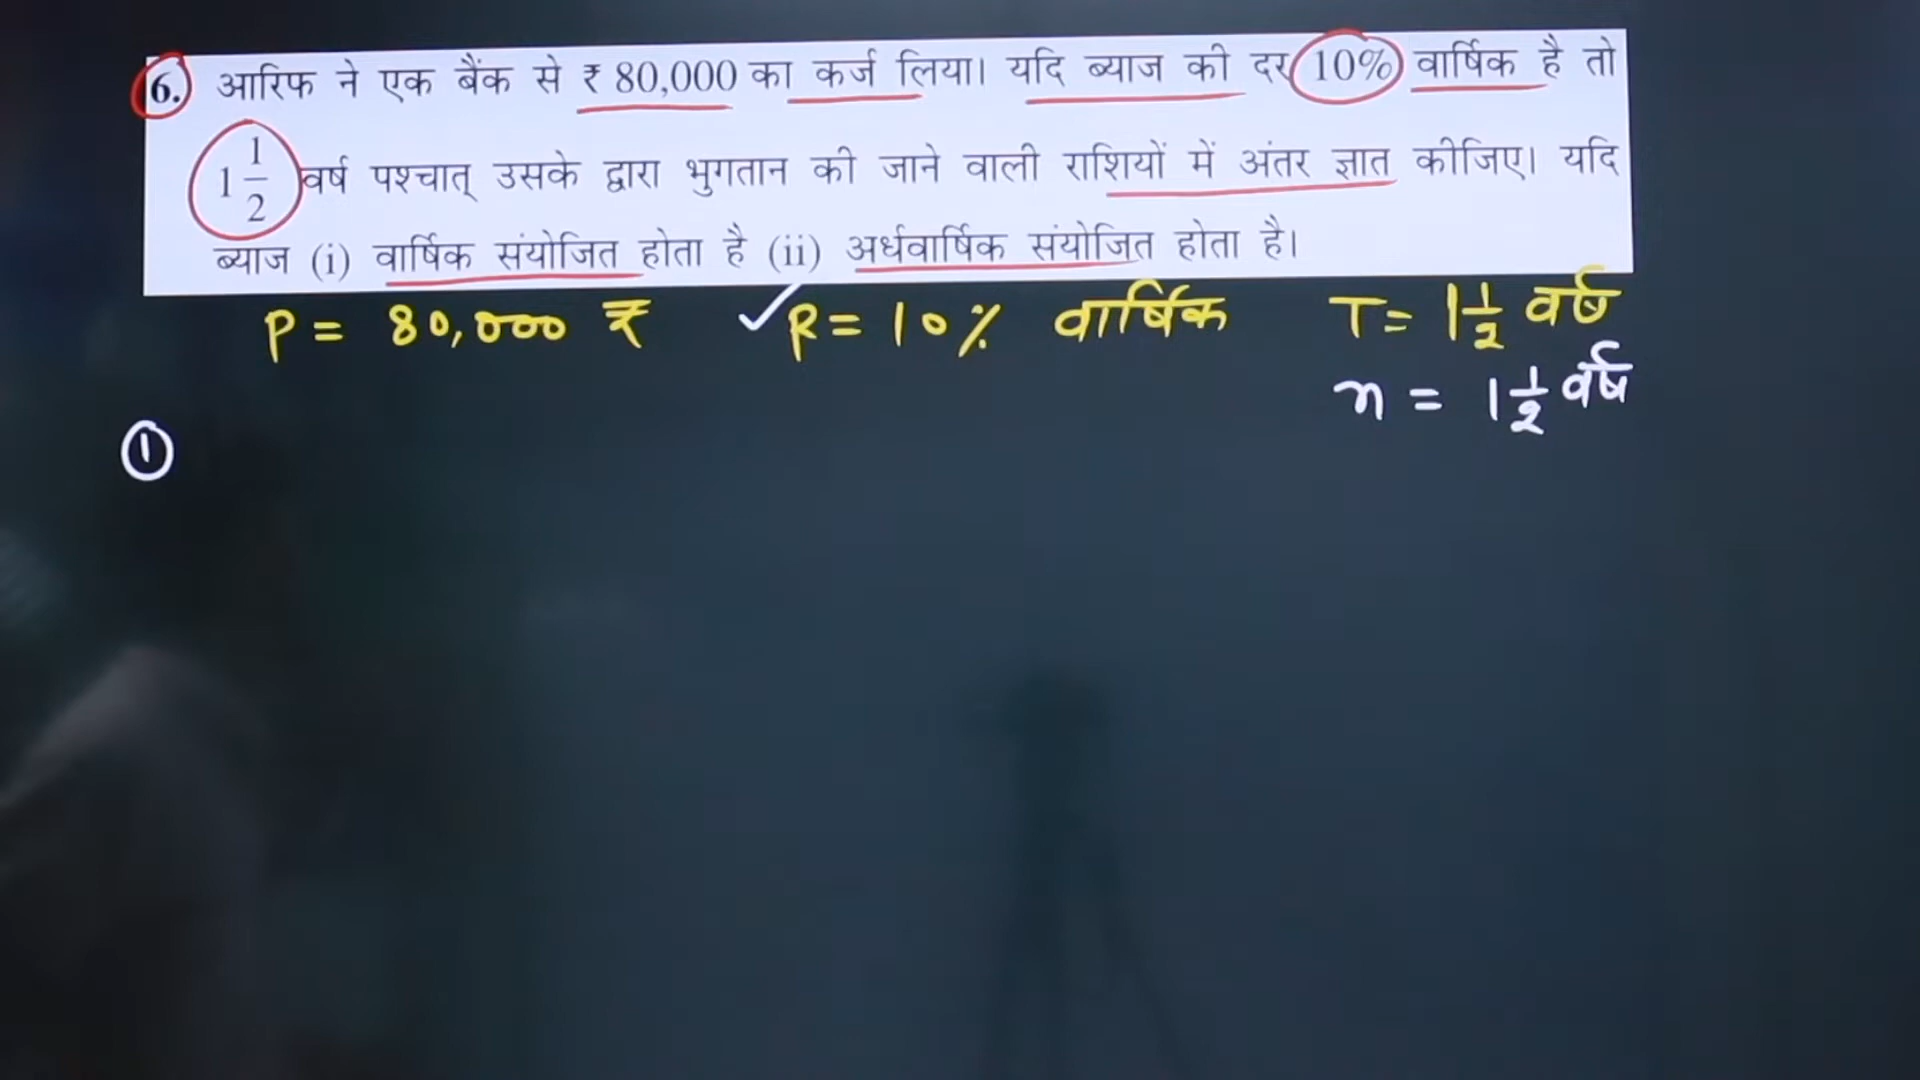 6. आरिफ ने एक बैंक से ₹ 80,000 का कर्ज लिया। यदि ब्याज की दर 10% वार्षिक है तो
1 1/2 वर्ष पश्चात् उसके द्वारा भुगतान की जाने वाली राशियों में अंतर ज्ञात कीजिए। यदि
ब्याज (i) वार्षिक संयोजित होता है (ii) अर्धवार्षिक संयोजित होता है।
P = 80,000 ₹ ✓R = 10% वार्षिक T = 1 1/2 वर्ष
n = 1 1/2 वर्ष
①